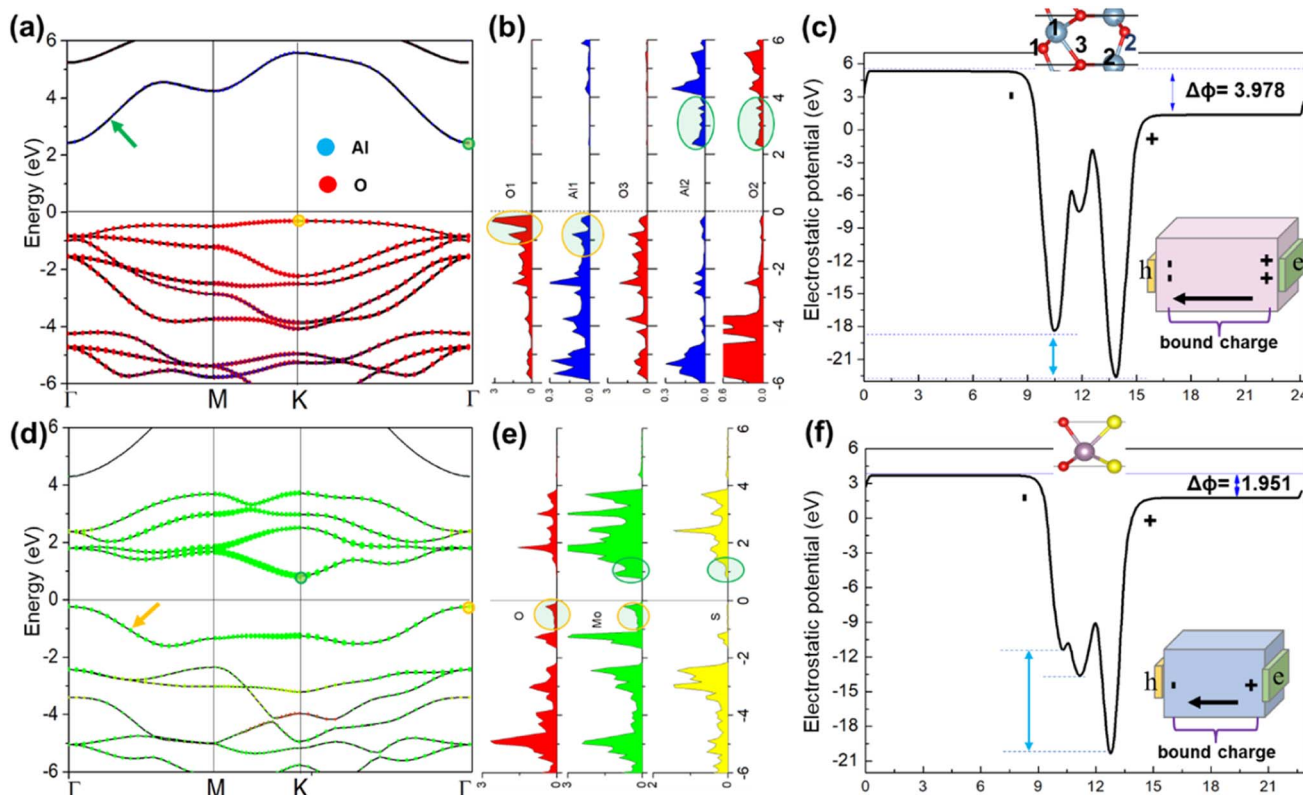 (a)
6
4
2
0
-2
-4
-6
Energy (eV)
Al
O
Γ
M
K
Γ
(b)
O1
Al1
O3
Al2
O2
6
4
2
0
-2
-4
-6
3
1.5
0.0
0.6
0.0
3
0.0
0.6
0.0
3
0.0
(c)
1
1
3
2
2
6
3
0
-3
-6
-9
-12
-15
-18
-21
Electrostatic potential (eV)
Δϕ= 3.978
-
+
h
e
bound charge
0
3
6
9
12
15
18
21
24
(d)
6
4
2
0
-2
-4
-6
Energy (eV)
Γ
M
K
Γ
(e)
O
Mo
S
6
4
2
0
-2
-4
-6
3
0
3
0
2
0
(f)
6
3
0
-3
-6
-9
-12
-15
-18
-21
Electrostatic potential (eV)
Δϕ= 1.951
-
+
h
e
bound charge
0
3
6
9
12
15
18
21